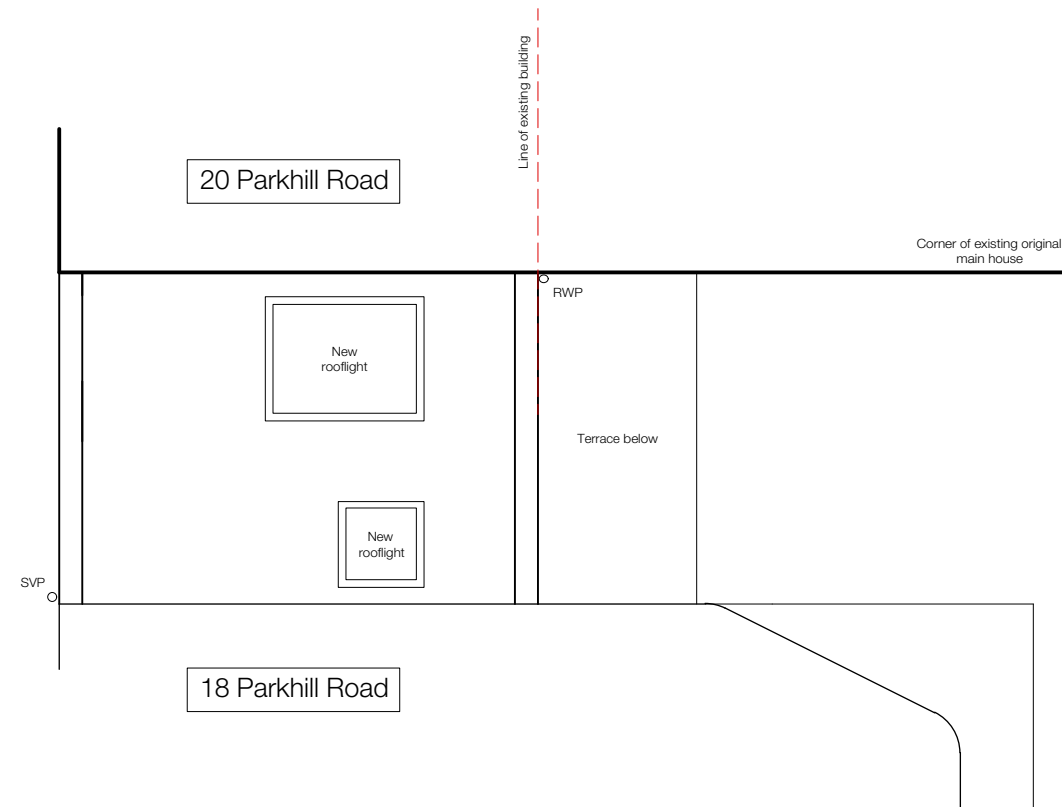 Line of existing building
20 Parkhill Road
Corner of existing original
main house
RWP
New
rooflight
Terrace below
New
rooflight
SVP
18 Parkhill Road